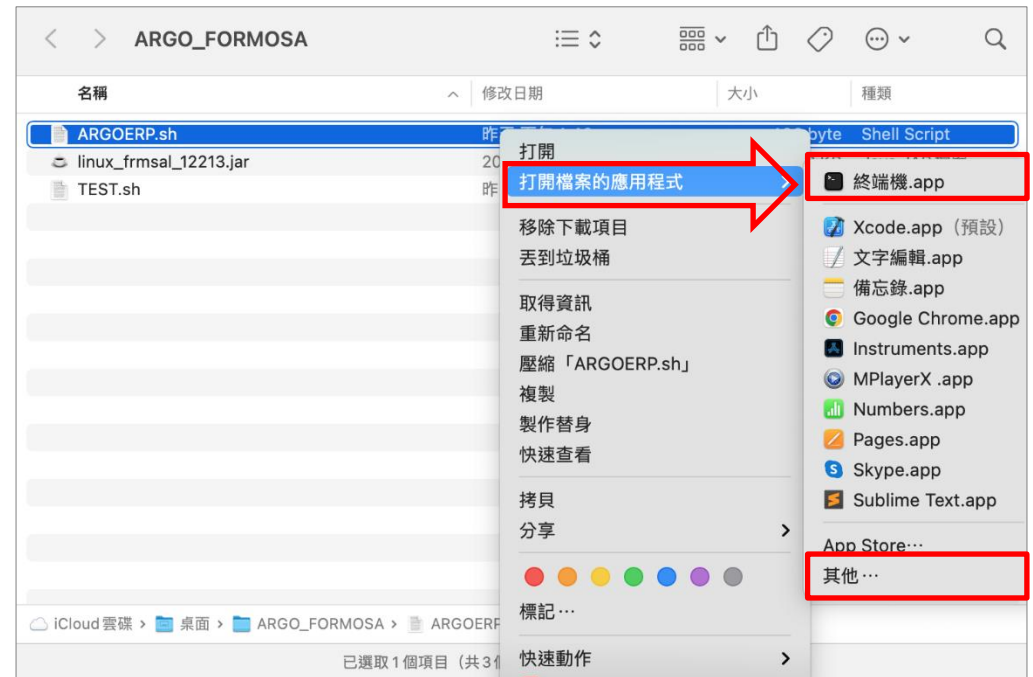 ARGO_FORMOSA
名稱
修改日期
大小
種類
ARGOERP.sh
byte
Shell Script
linux_frmsal_12213.jar
20
TEST.sh
昨
打開
打開檔案的應用程式
移除下載項目
丟到垃圾桶
取得資訊
重新命名
壓縮「ARGOERP.sh」
複製
製作替身
快速查看
拷貝
分享
標記⋯
快速動作
終端機.app
Xcode.app（預設）
文字編輯.app
備忘錄.app
Google Chrome.app
Instruments.app
MPlayerX .app
Numbers.app
Pages.app
Skype.app
Sublime Text.app
App Store⋯
其他⋯
iCloud雲碟 › 桌面 › ARGO_FORMOSA › ARGOERP
已選取1個項目（共3個